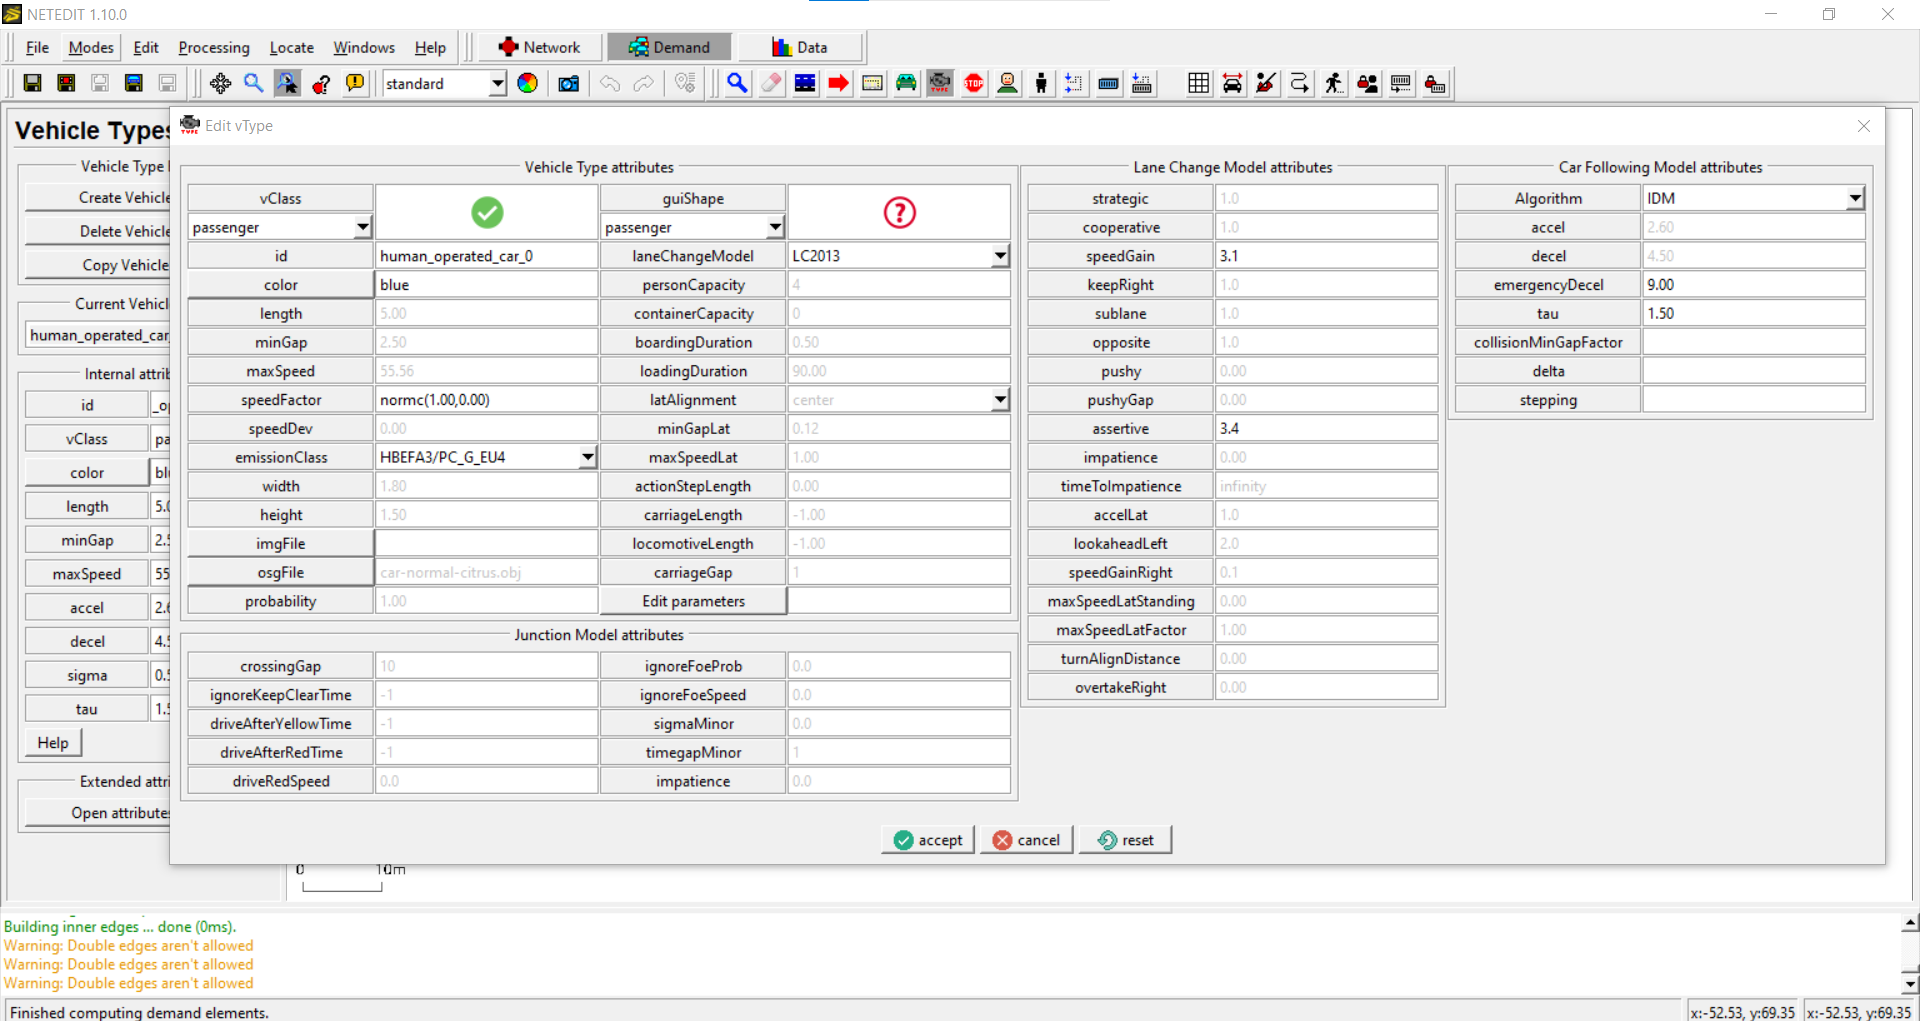 NETEDIT 1.10.0
File Modes Edit Processing Locate Windows Help Network Demand Data
standard
Vehicle Types
Edit vType
Vehicle Type
Create Vehicle
Delete Vehicle
Copy Vehicle
Current Vehicl
human_operated_car_
Internal attrib
id _o
vClass pa
color bl
length 5.0
minGap 2.5
maxSpeed 55
accel 2.6
decel 4.5
sigma 0.5
tau 1.5
Help
Extended attri
Open attributes
Vehicle Type attributes
vClass guiShape
passenger passenger
id human_operated_car_0 laneChangeModel LC2013
color blue personCapacity 4
length 5.00 containerCapacity 0
minGap 2.50 boardingDuration 0.50
maxSpeed 55.56 loadingDuration 90.00
speedFactor normc(1.00,0.00) latAlignment center
speedDev 0.00 minGapLat 0.12
emissionClass HBEFA3/PC_G_EU4 maxSpeedLat 1.00
width 1.80 actionStepLength 0.00
height 1.50 carriageLength -1.00
imgFile locomotiveLength -1.00
osgFile car-normal-citrus.obj carriageGap 1
probability 1.00 Edit parameters
Junction Model attributes
crossingGap 10 ignoreFoeProb 0.0
ignoreKeepClearTime -1 ignoreFoeSpeed 0.0
driveAfterYellowTime -1 sigmaMinor 0.0
driveAfterRedTime -1 timegapMinor 1
driveRedSpeed 0.0 impatience 0.0
Lane Change Model attributes
strategic 1.0
cooperative 1.0
speedGain 3.1
keepRight 1.0
sublane 1.0
opposite 1.0
pushy 0.00
pushyGap 0.00
assertive 3.4
impatience 0.00
timeToImpatience infinity
accelLat 1.0
lookaheadLeft 2.0
speedGainRight 0.1
maxSpeedLatStanding 0.00
maxSpeedLatFactor 1.00
turnAlignDistance 0.00
overtakeRight 0.00
Car Following Model attributes
Algorithm IDM
accel 2.60
decel 4.50
emergencyDecel 9.00
tau 1.50
collisionMinGapFactor
delta
stepping
accept cancel reset
0 10m
Building inner edges ... done (0ms).
Warning: Double edges aren't allowed
Warning: Double edges aren't allowed
Warning: Double edges aren't allowed
Finished computing demand elements.
x:-52.53, y:69.35 x:-52.53, y:69.35